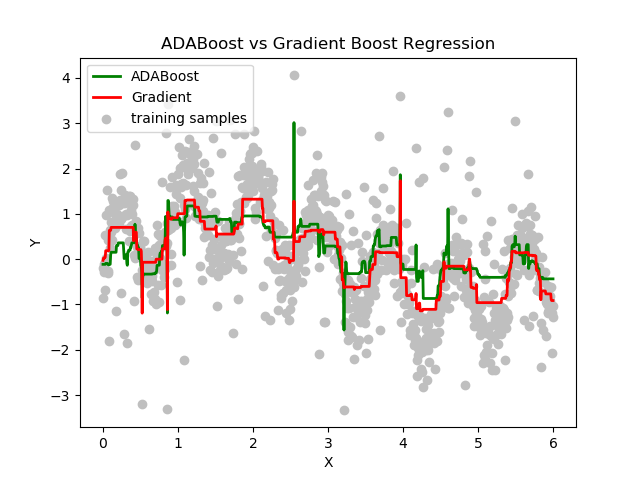 ADABoost vs Gradient Boost Regression
ADABoost
Gradient
training samples
4
3
2
1
0
−1
−2
−3
Y
0 1 2 3 4 5 6
X